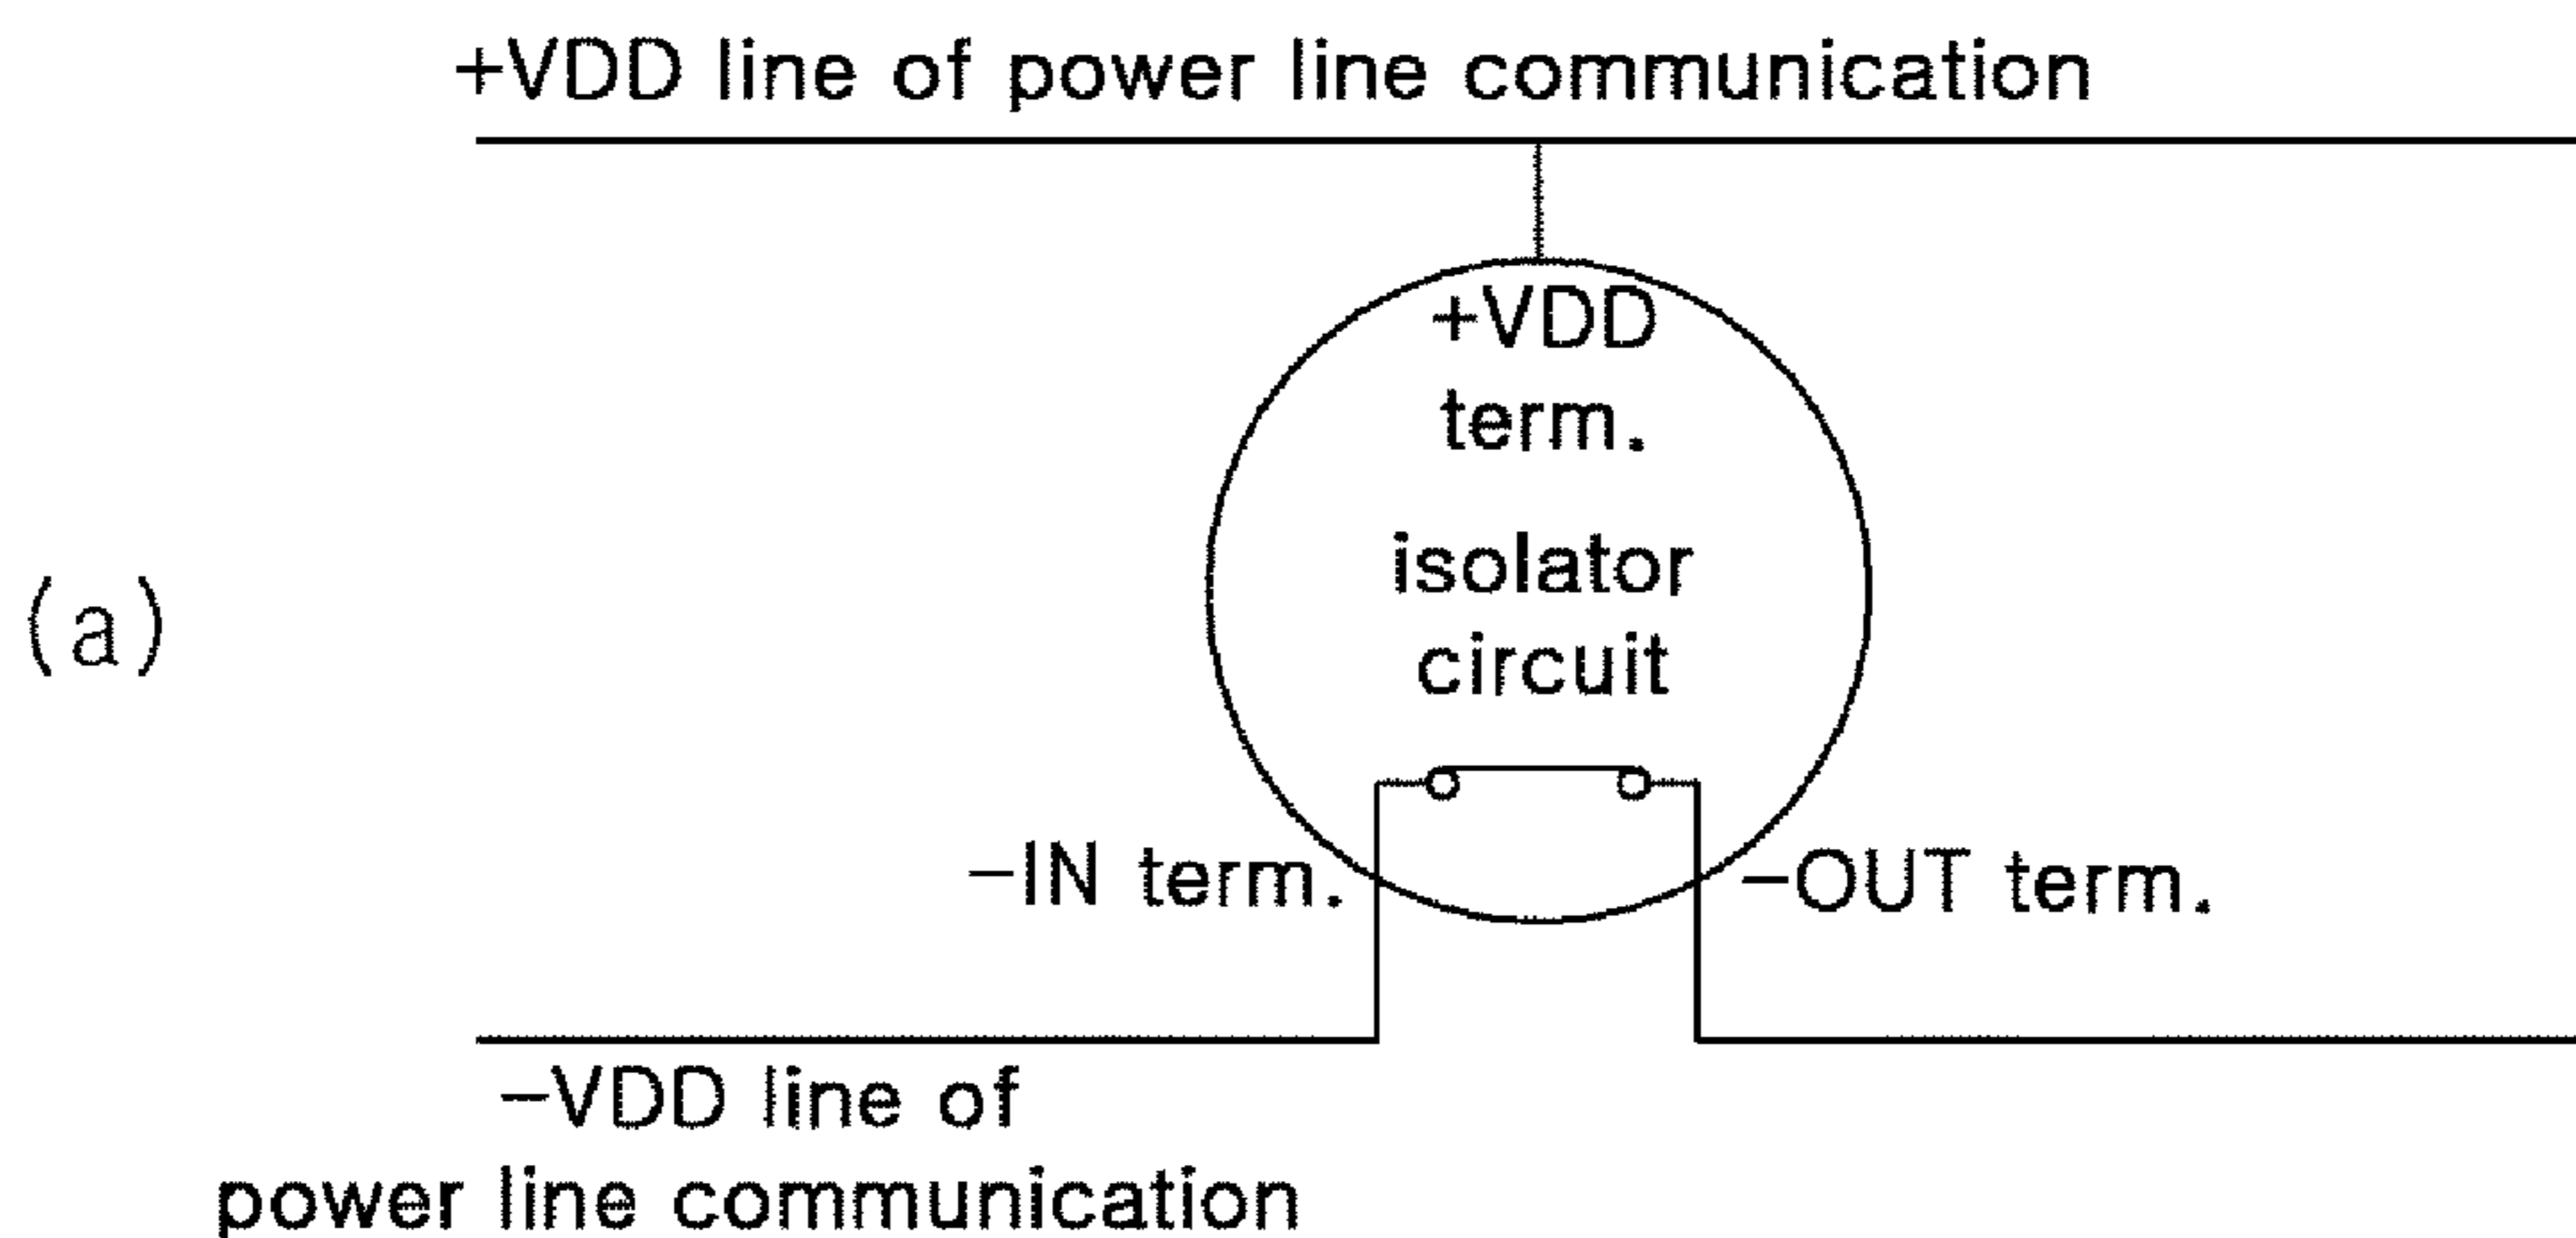 +VDD line of power line communication
+VDD
term.
isolator
circuit
(a)
−IN term.
−OUT term.
−VDD line of
power line communication